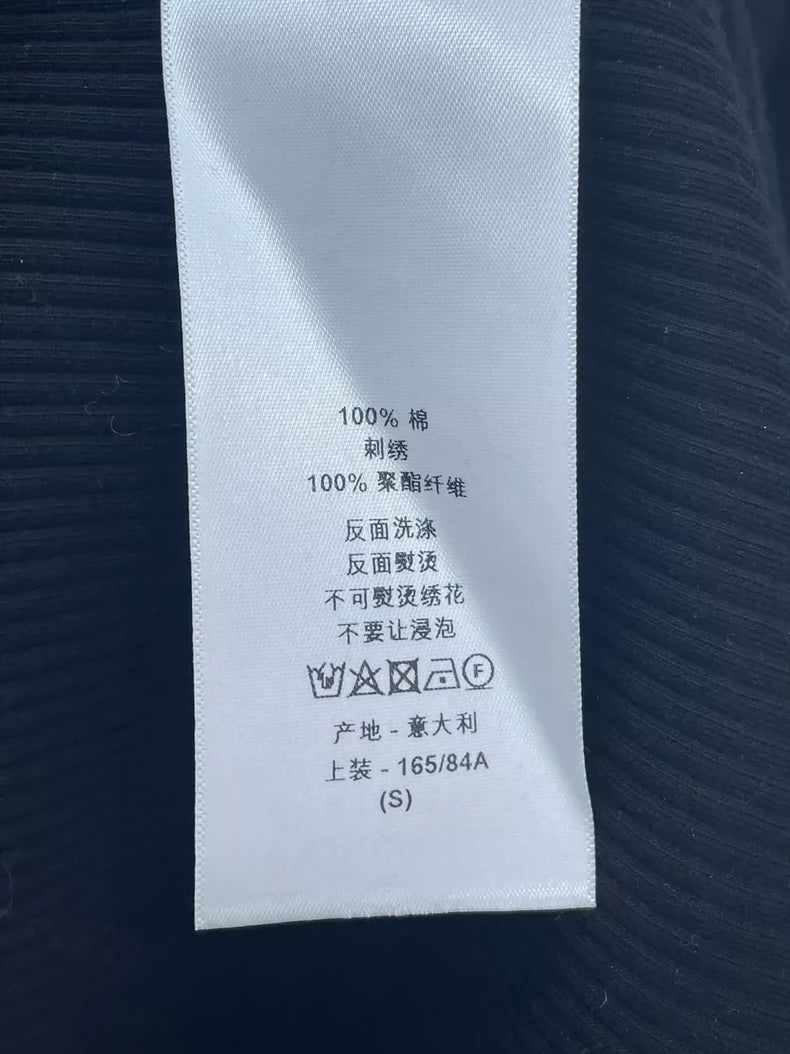 100% 棉
刺绣
100% 聚酯纤维
反面洗涤
反面熨烫
不可熨烫绣花
不要让浸泡
F
产地 - 意大利
上装 - 165/84A
(S)